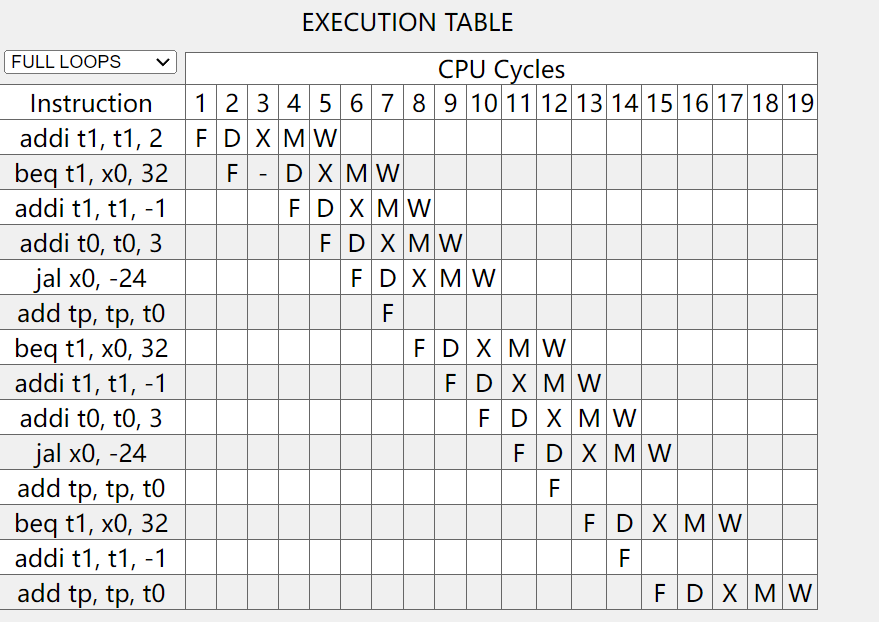 EXECUTION TABLE
FULL LOOPS
CPU Cycles
Instruction 1 2 3 4 5 6 7 8 9 10 11 12 13 14 15 16 17 18 19
addi t1, t1, 2 F D X M W
beq t1, x0, 32 F - D X M W
addi t1, t1, -1 F D X M W
addi t0, t0, 3 F D X M W
jal x0, -24 F D X M W
add tp, tp, t0 F
beq t1, x0, 32 F D X M W
addi t1, t1, -1 F D X M W
addi t0, t0, 3 F D X M W
jal x0, -24 F D X M W
add tp, tp, t0 F
beq t1, x0, 32 F D X M W
addi t1, t1, -1 F
add tp, tp, t0 F D X M W